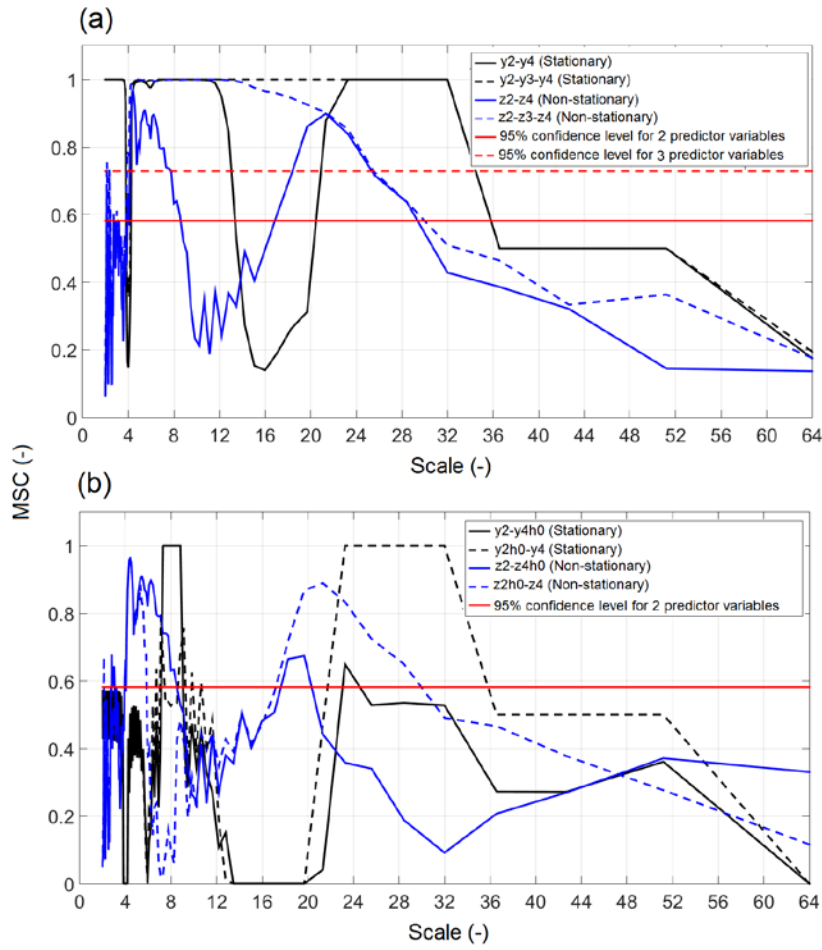 (a)
y2-y4 (Stationary)
y2-y3-y4 (Stationary)
z2-z4 (Non-stationary)
z2-z3-z4 (Non-stationary)
95% confidence level for 2 predictor variables
95% confidence level for 3 predictor variables
1
0.8
0.6
0.4
0.2
0
0 4 8 12 16 20 24 28 32 36 40 44 48 52 56 60 64
Scale (-)
MSC (-)
(b)
y2-y4h0 (Stationary)
y2h0-y4 (Stationary)
z2-z4h0 (Non-stationary)
z2h0-z4 (Non-stationary)
95% confidence level for 2 predictor variables
1
0.8
0.6
0.4
0.2
0
0 4 8 12 16 20 24 28 32 36 40 44 48 52 56 60 64
Scale (-)